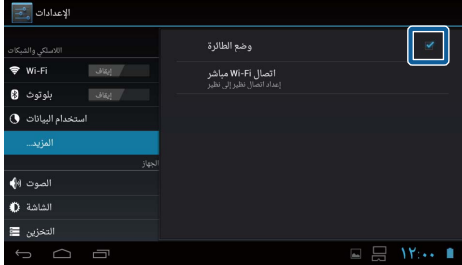 الإعدادات
اللاسلكي والشبكات
Wi-Fi إيقاف
بلوتوث إيقاف
استخدام البيانات
المزيد...
الجهاز
الصوت
الشاشة
التخزين
وضع الطائرة
اتصال Wi-Fi مباشر
إعداد اتصال نظير إلى نظير
١٢:٠٠